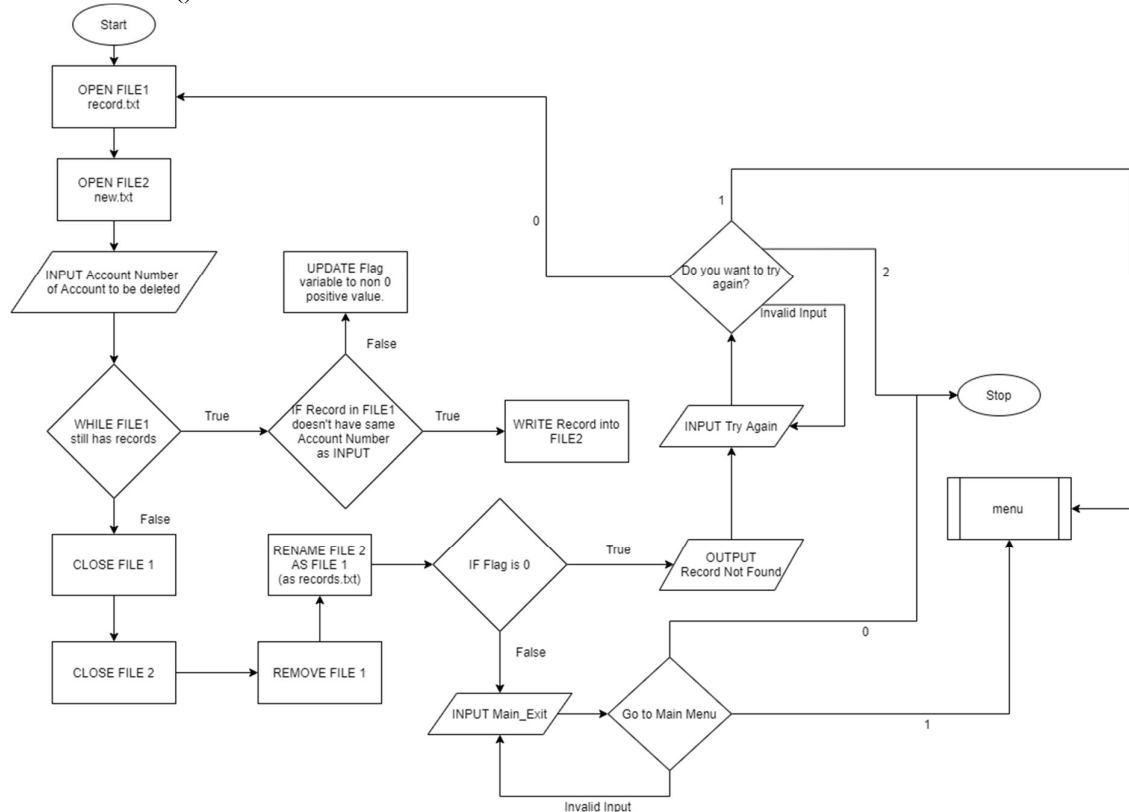 ()
Start
OPEN FILE1
record.txt
OPEN FILE2
new.txt
INPUT Account Number
of Account to be deleted
UPDATE Flag
variable to non 0
positive value.
False
WHILE FILE1
still has records
True
IF Record in FILE1
doesn't have same
Account Number
as INPUT
True
WRITE Record into
FILE2
False
CLOSE FILE 1
CLOSE FILE 2
REMOVE FILE 1
RENAME FILE 2
AS FILE 1
(as records.txt)
IF Flag is 0
True
OUTPUT
Record Not Found
INPUT Try Again
Do you want to try
again?
0
1
2
Invalid Input
Stop
menu
False
INPUT Main_Exit
Go to Main Menu
0
1
Invalid Input